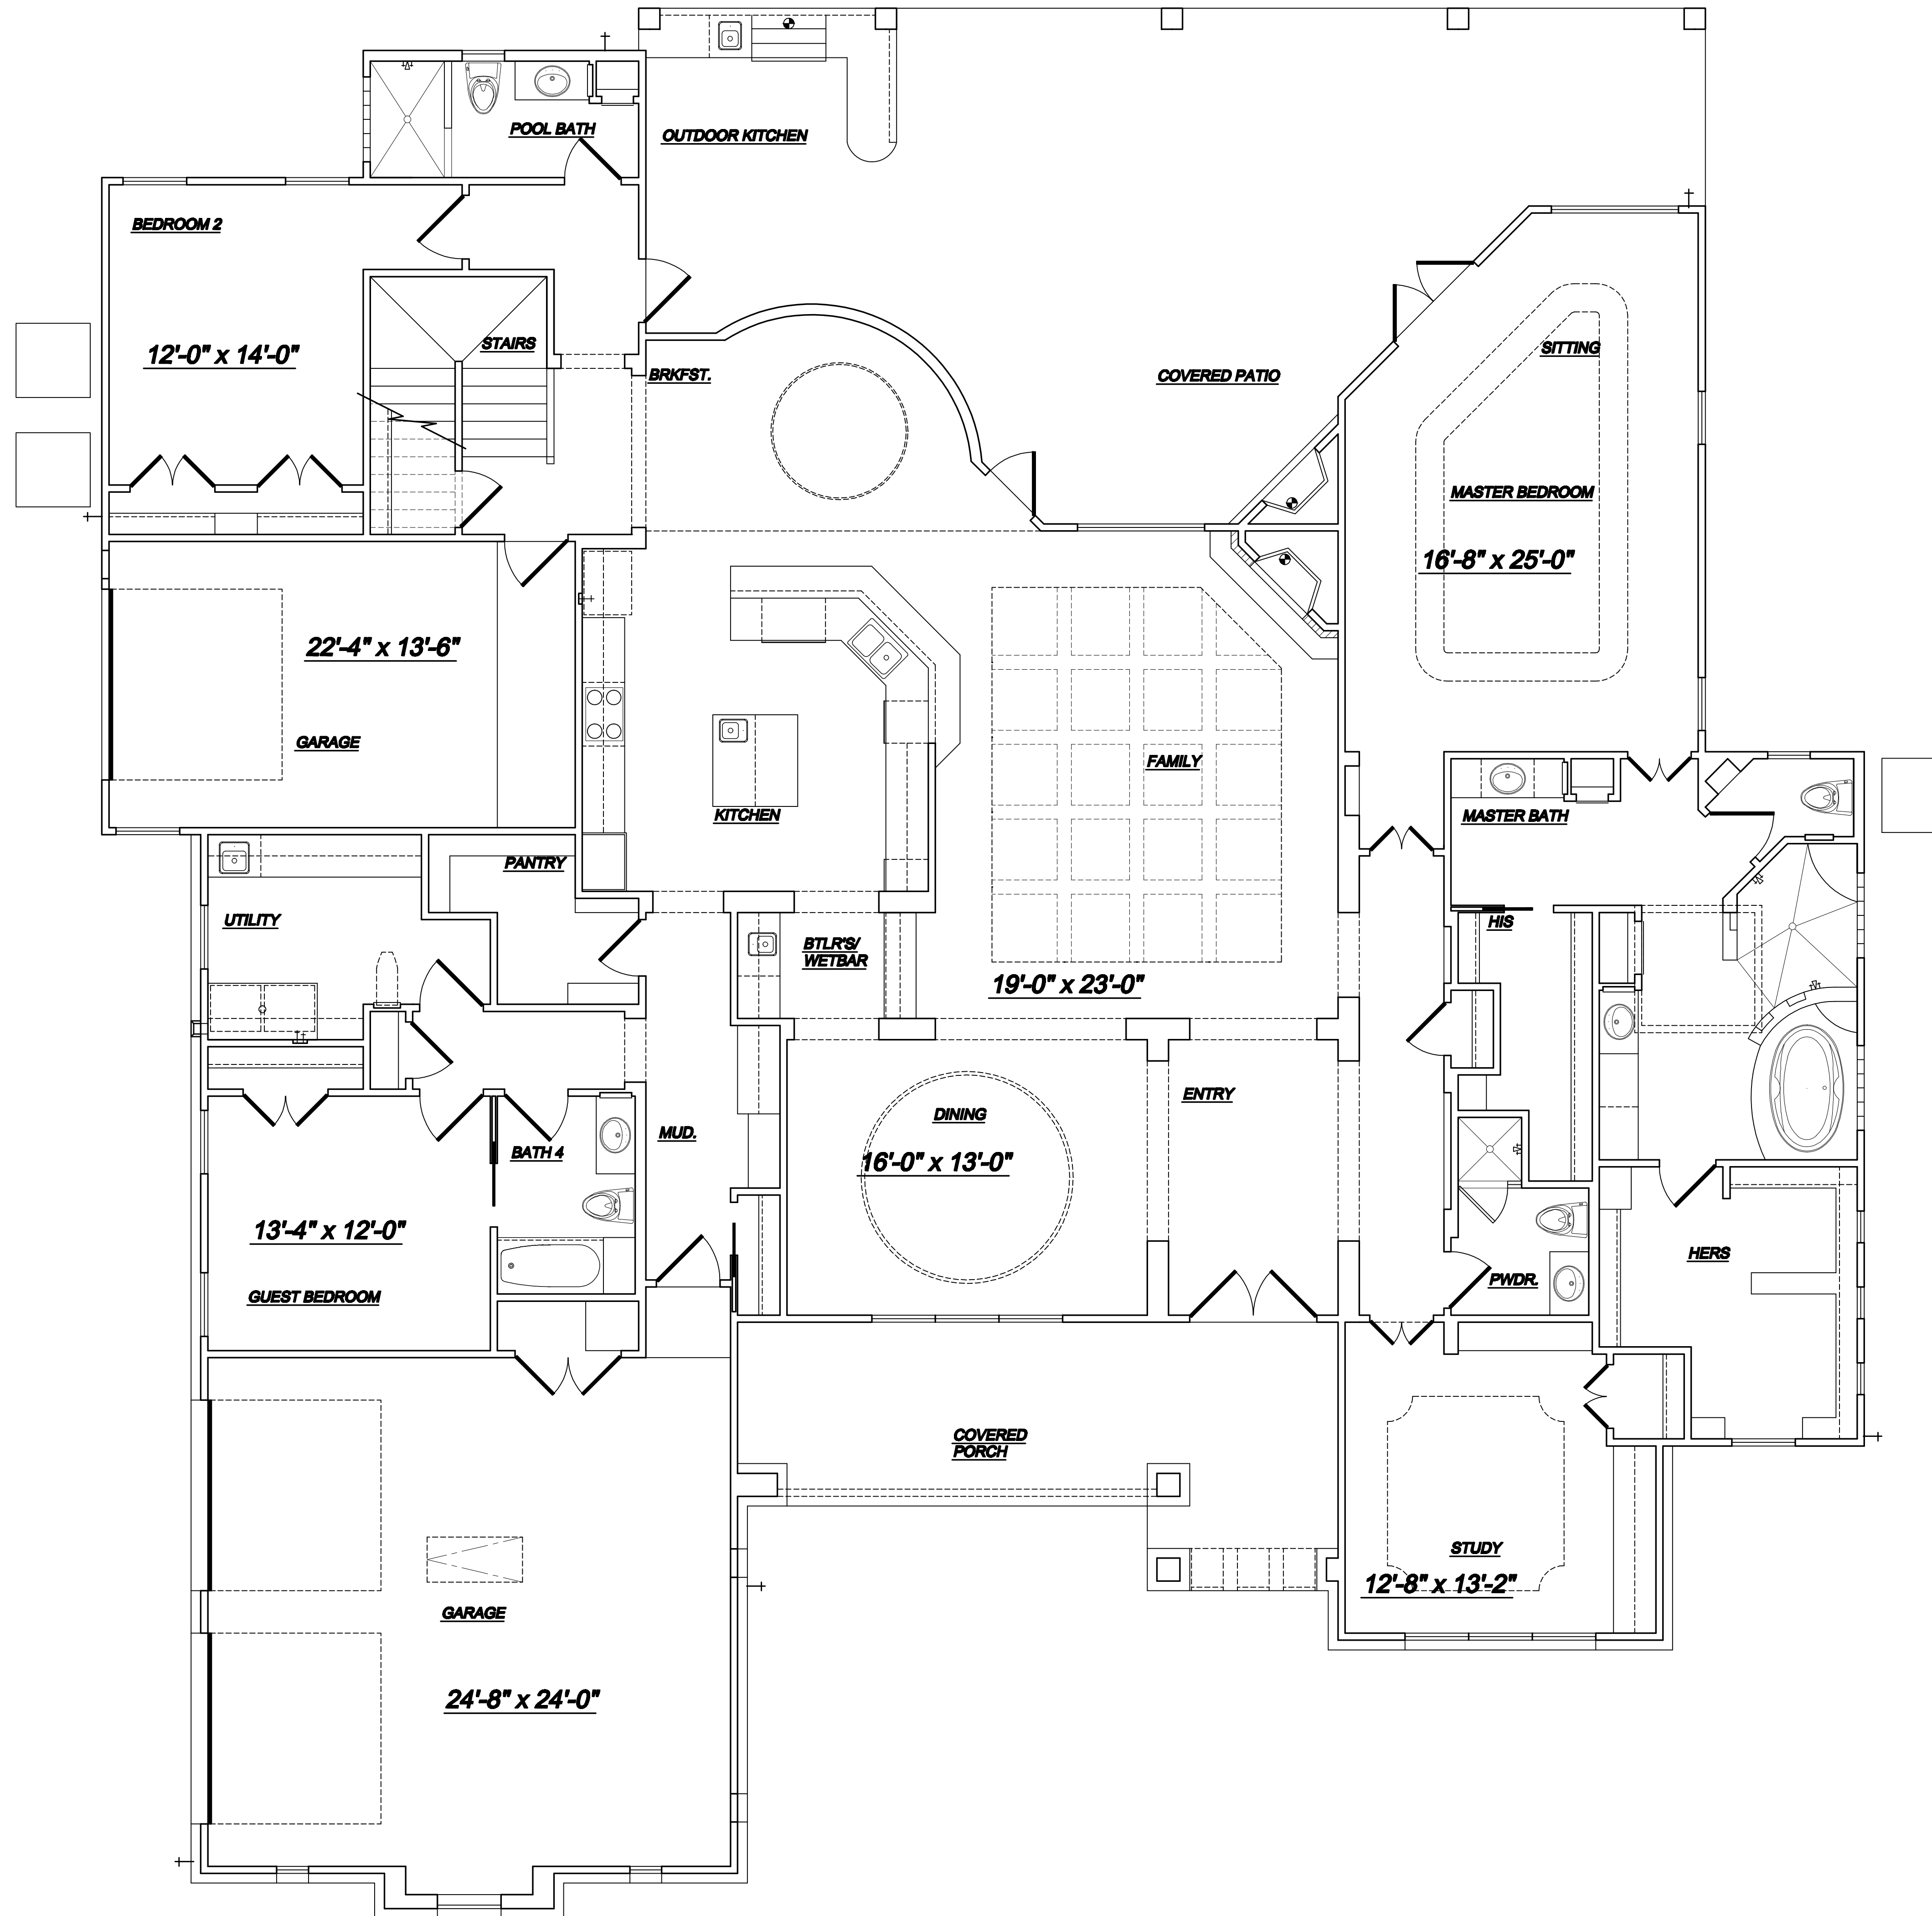 POOL BATH
OUTDOOR KITCHEN
BEDROOM 2
12'-0" x 14'-0"
STAIRS
BRKFST.
COVERED PATIO
SITTING
MASTER BEDROOM
16'-8" x 25'-0"
22'-4" x 13'-6"
GARAGE
KITCHEN
FAMILY
19'-0" x 23'-0"
MASTER BATH
PANTRY
UTILITY
BTLR'S/
WETBAR
HIS
ENTRY
DINING
16'-0" x 13'-0"
MUD.
BATH 4
13'-4" x 12'-0"
GUEST BEDROOM
PWDR.
HERS
COVERED
PORCH
STUDY
12'-8" x 13'-2"
GARAGE
24'-8" x 24'-0"